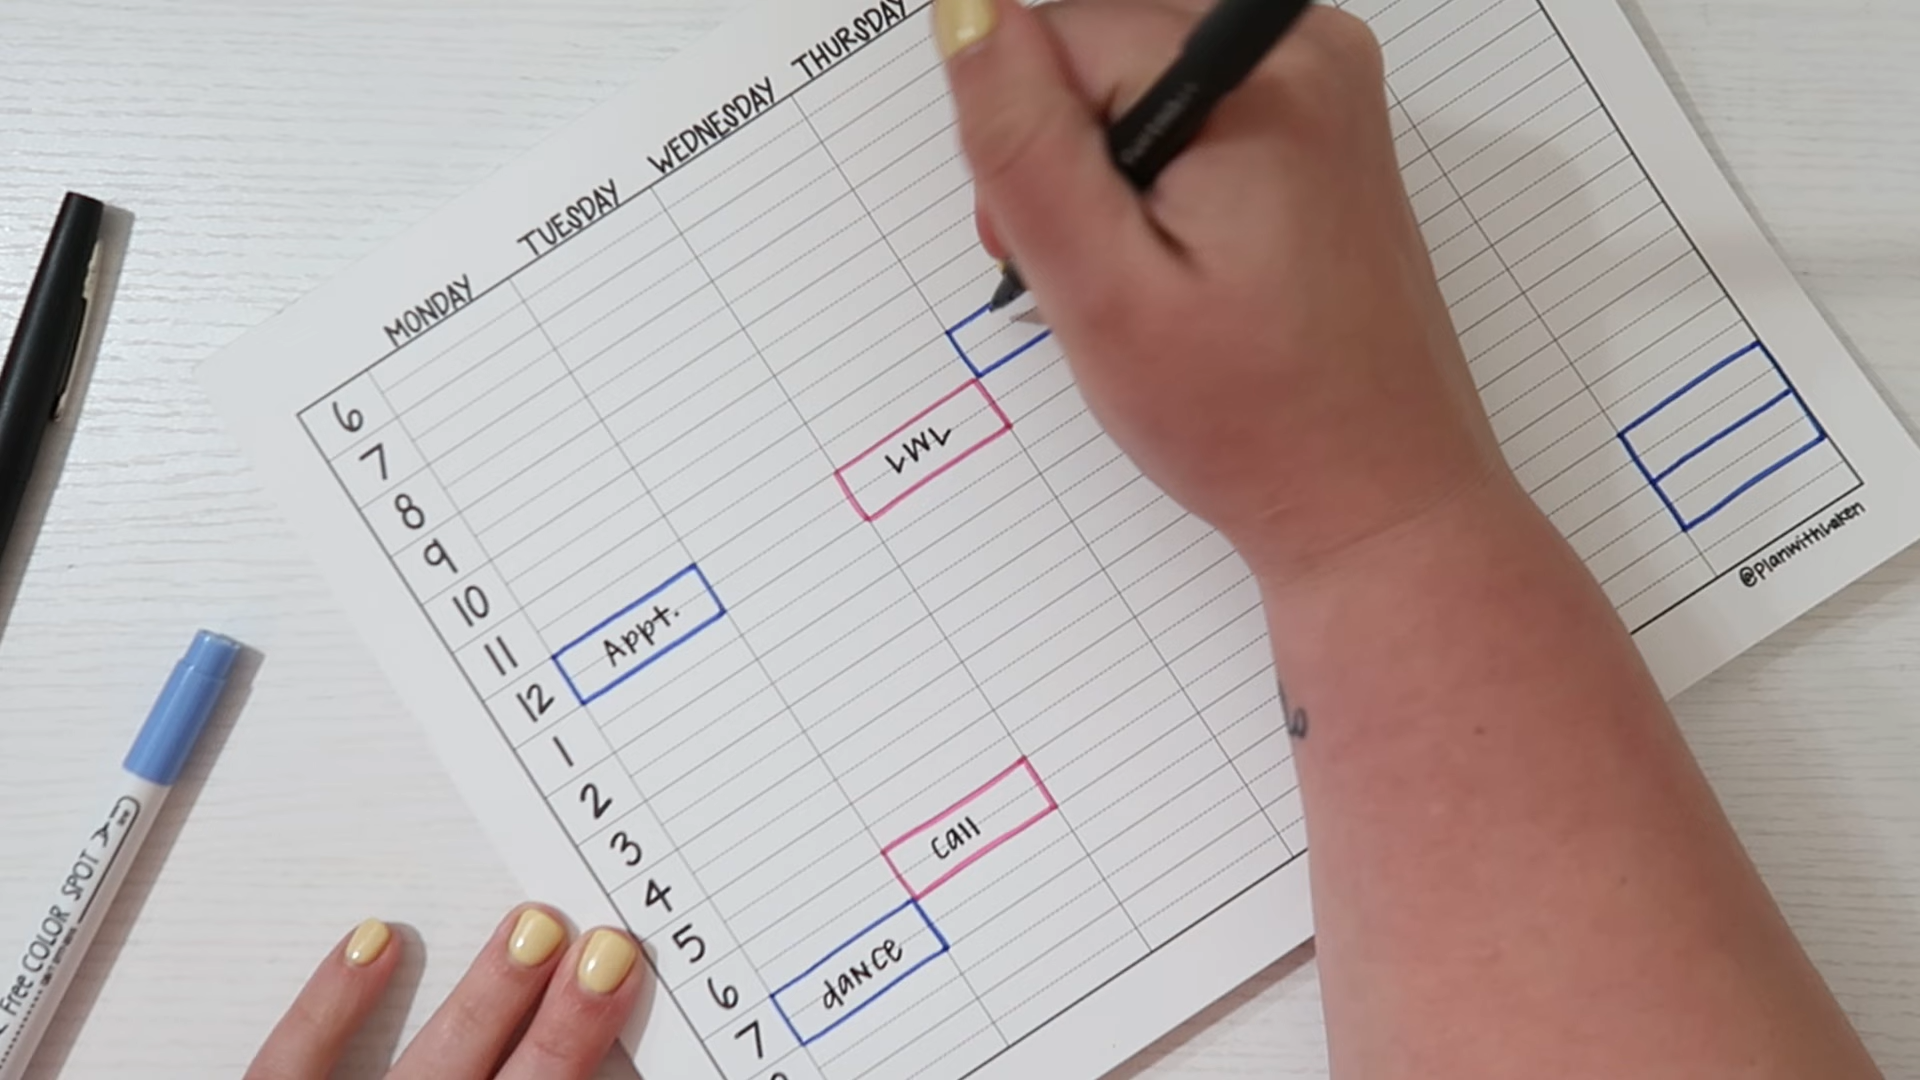 MONDAY
TUESDAY
WEDNESDAY
THURSDAY
6
7
8
9
10
11
12
1
2
3
4
5
6
7
LWL
Appt.
call
dance
@planwithlaken
Free COLOR SPOT